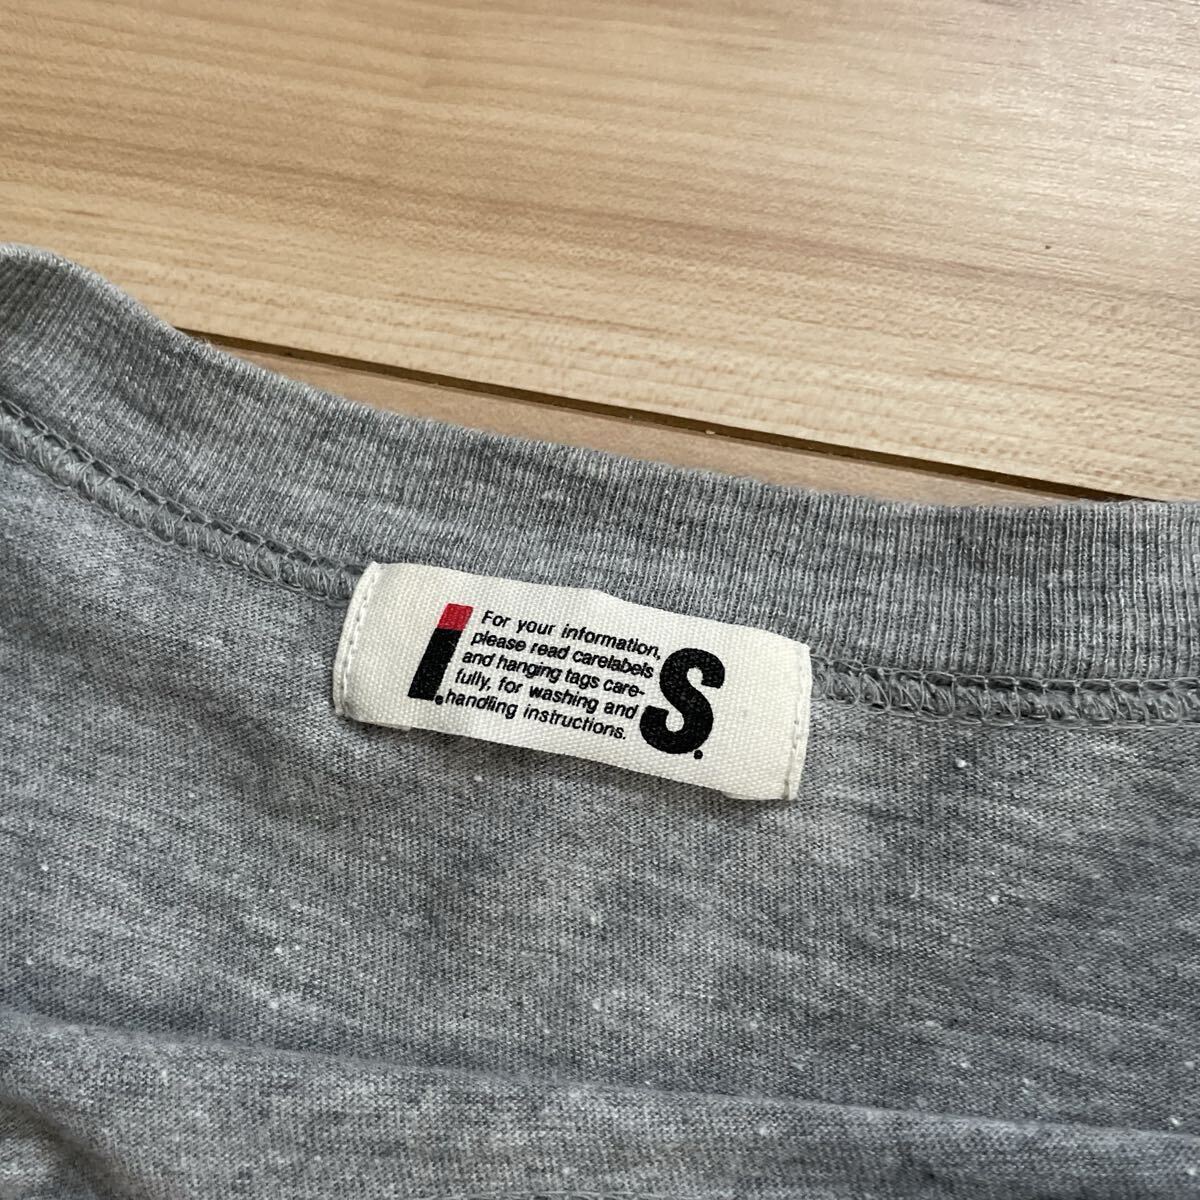 I.S.
For your information,
please read carelabels
and hanging tags care-
fully, for washing and
handling instructions.